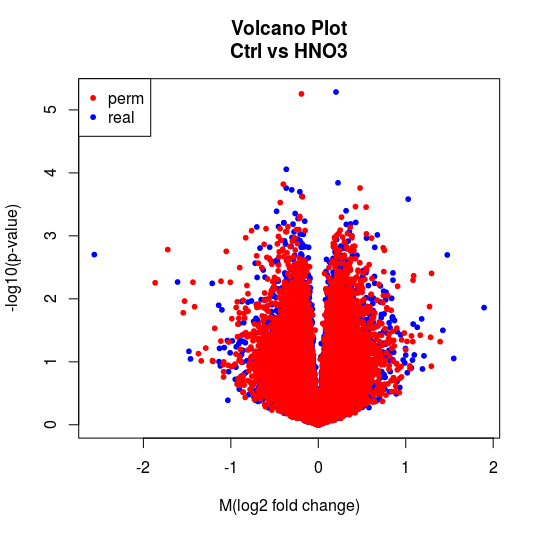 Volcano Plot
Ctrl vs HNO3
perm
real
5
4
3
2
1
0
-log10(p-value)
-2
-1
0
1
2
M(log2 fold change)